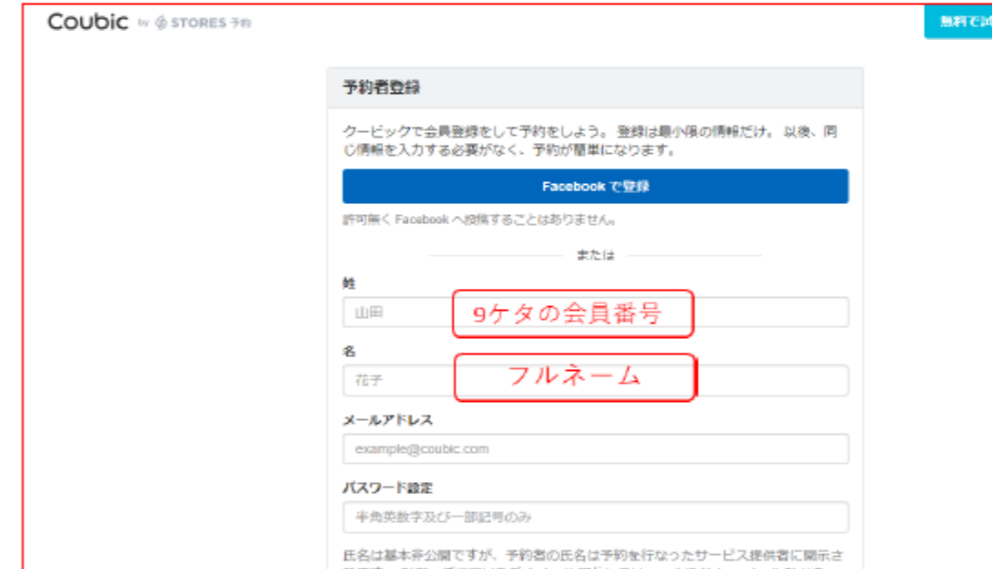 Coubic by STORES 予約
無料で試
予約者登録
クービックで会員登録をして予約をしよう。 登録は最小限の情報だけ。 以後、同
じ情報を入力する必要がなく、予約が簡単になります。
Facebook で登録
許可無く Facebook へ投稿することはありません。
または
姓
山田
9ケタの会員番号
名
花子
フルネーム
メールアドレス
example@coubic.com
パスワード設定
半角英数字及び一部記号のみ
氏名は基本非公開ですが、予約者の氏名は予約を行なったサービス提供者に開示さ